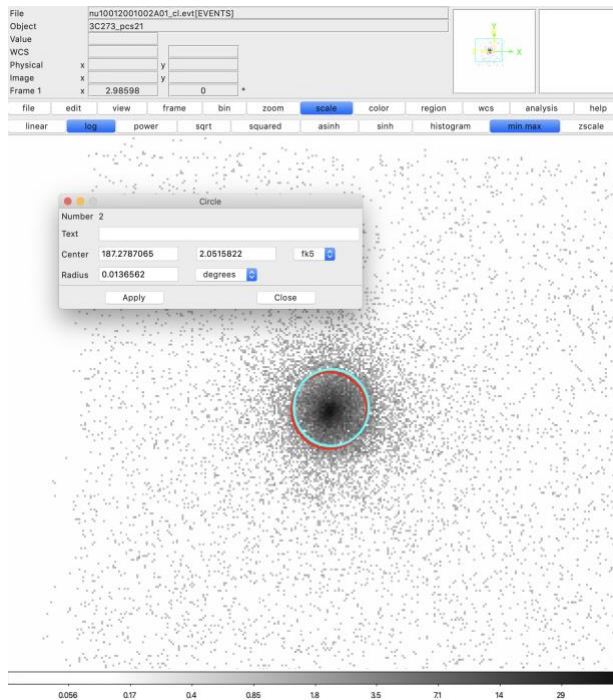 File nu10012001002A01_cl.evt[EVENTS]
Object 3C273_pcs21
Value
WCS
Physical x y
Image x y
Frame 1 x 2.98598 0 °
file edit view frame bin zoom scale color region wcs analysis help
linear log power sqrt squared asinh sinh histogram min max zscale
Circle
Number 2
Text
Center 187.2787065 2.0515822 fk5
Radius 0.0136562 degrees
Apply Close
Y
X
0.056 0.17 0.4 0.85 1.8 3.5 7.1 14 29